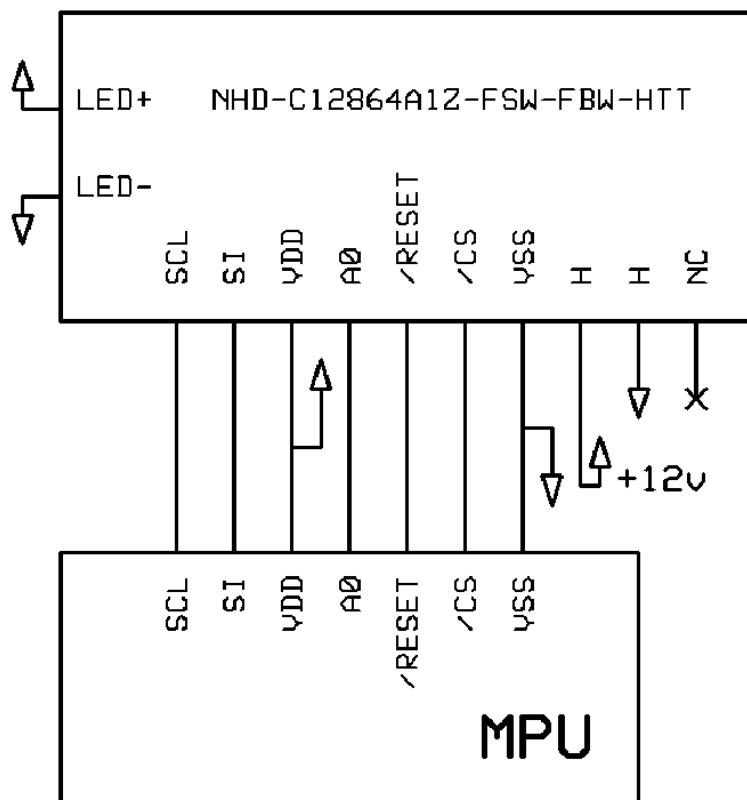 LED+ NHD-C12864A1Z-FSW-FBW-HTT
LED-
SCL SI VDD A0 /RESET /CS VSS H H NC
+12v
SCL SI VDD A0 /RESET /CS VSS
MPU